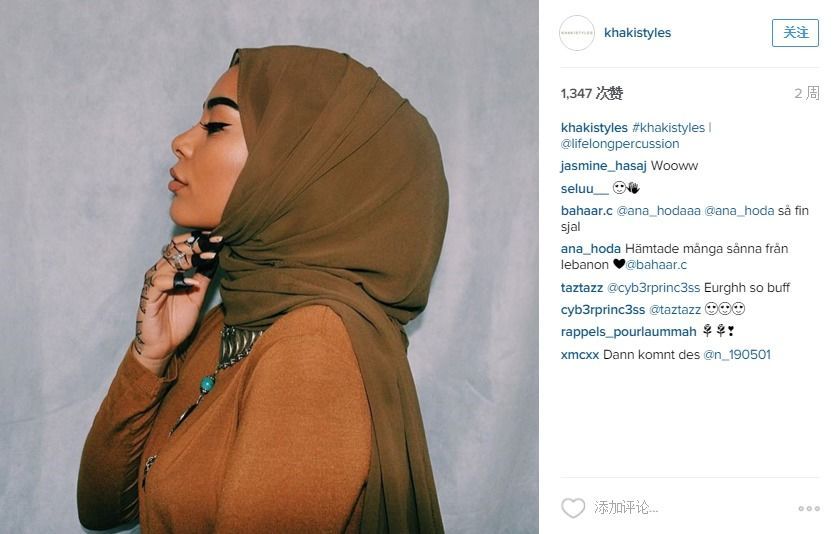 KHAKISTYLES
khakistyles
关注
1,347 次赞
2 周
khakistyles #khakistyles |
@lifelongpercussion
jasmine_hasaj Wooww
seluu__ 🙄👋
bahaar.c @ana_hodaaa @ana_hoda så fin
sjal
ana_hoda Hämtade många sånna från
lebanon ❤@bahaar.c
taztazz @cyb3rprinc3ss Eurghh so buff
cyb3rprinc3ss @taztazz 🙄🙄🙄
rappels_pourlaummah ⚘⚘❣
xmcxx Dann komnt des @n_190501
添加评论...